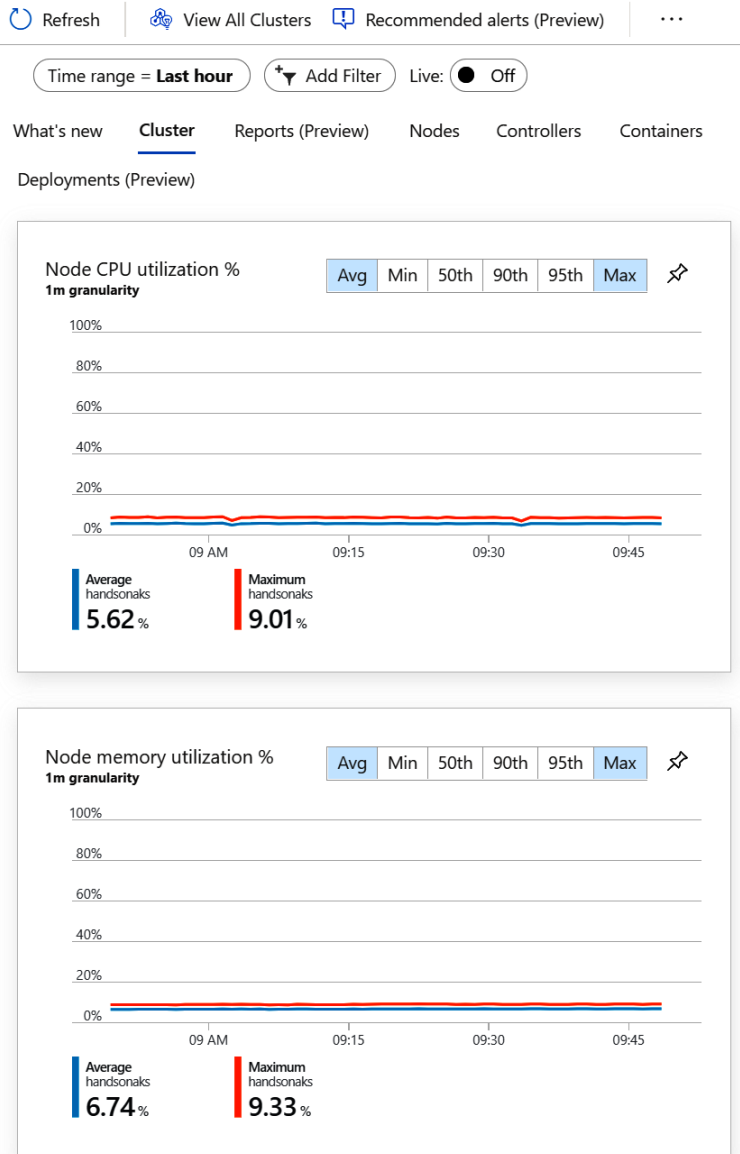 Refresh View All Clusters Recommended alerts (Preview) ...
Time range = Last hour Add Filter Live: Off
What's new Cluster Reports (Preview) Nodes Controllers Containers
Deployments (Preview)
Node CPU utilization %
1m granularity
Avg Min 50th 90th 95th Max
100%
80%
60%
40%
20%
0%
09 AM 09:15 09:30 09:45
Average
handsonaks
5.62 %
Maximum
handsonaks
9.01 %
Node memory utilization %
1m granularity
Avg Min 50th 90th 95th Max
100%
80%
60%
40%
20%
0%
09 AM 09:15 09:30 09:45
Average
handsonaks
6.74 %
Maximum
handsonaks
9.33 %